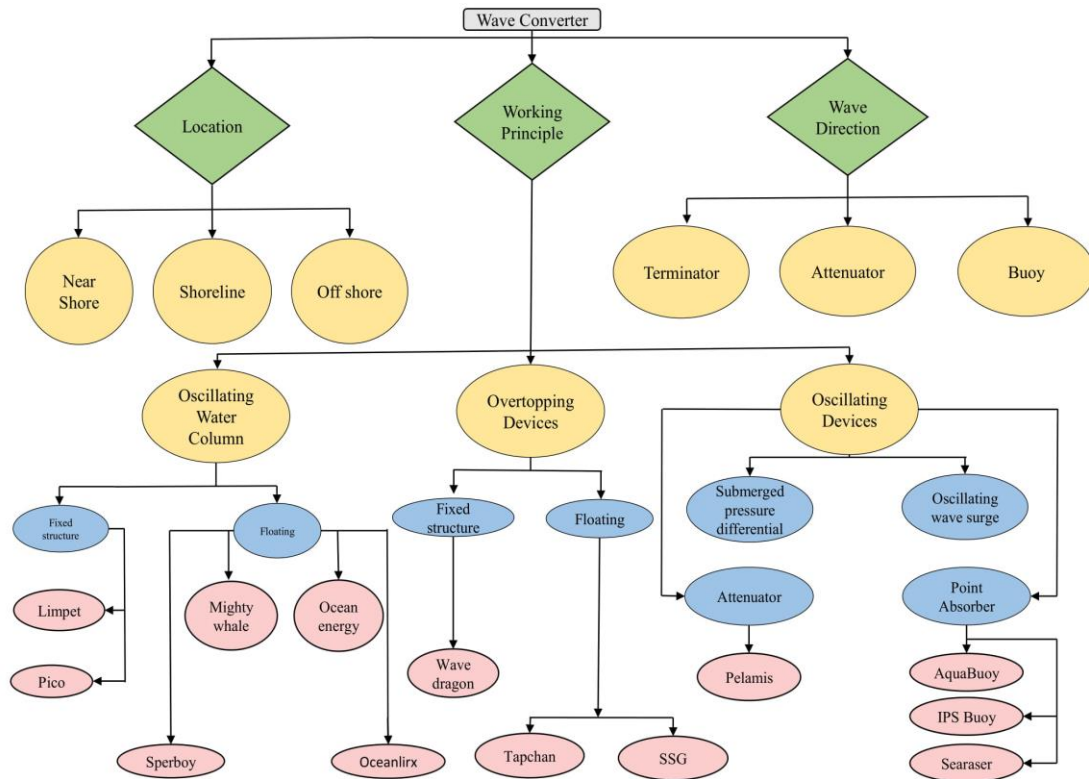 Wave Converter
Location
Working
Principle
Wave
Direction
Near
Shore
Shoreline
Off shore
Terminator
Attenuator
Buoy
Oscillating
Water
Column
Overtopping
Devices
Oscillating
Devices
Fixed
structure
Floating
Fixed
structure
Floating
Submerged
pressure
differential
Oscillating
wave surge
Limpet
Mighty
whale
Ocean
energy
Attenuator
Point
Absorber
Pico
Wave
dragon
Pelamis
AquaBuoy
IPS Buoy
Sperboy
Oceanlirx
Tapchan
SSG
Searaser